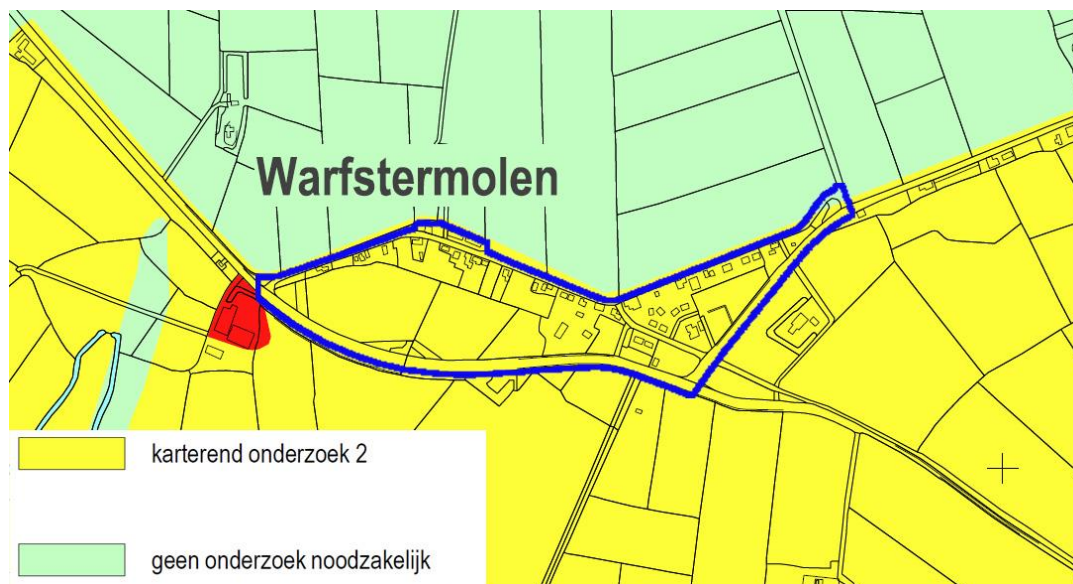 Warfstermolen
karterend onderzoek 2
geen onderzoek noodzakelijk